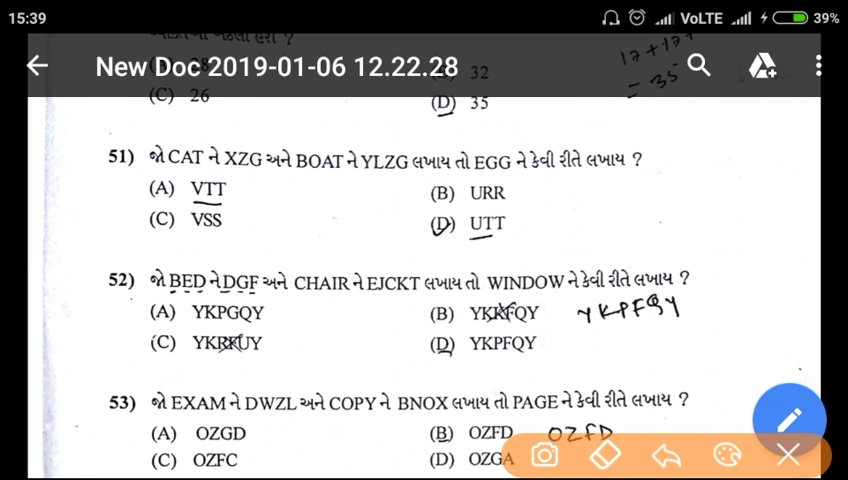 15:39 VoLTE 39%
New Doc 2019-01-06 12.22.28
17+17+
= 35
32
(C) 26 (D) 35
51) જો CAT ને XZG અને BOAT ને YLZG લખાય તો EGG ને કેવી રીતે લખાય ?
(A) VTT (B) URR
(C) VSS (D) UTT
52) જો BED ને DGF અને CHAIR ને EJCKT લખાય તો WINDOW ને કેવી રીતે લખાય ?
(A) YKPGQY (B) YKKFQY YKPFQY
(C) YKRKUY (D) YKPFQY
53) જો EXAM ને DWZL અને COPY ને BNOX લખાય તો PAGE ને કેવી રીતે લખાય ?
(A) OZGD (B) OZFD OZFD
(C) OZFC (D) OZGA